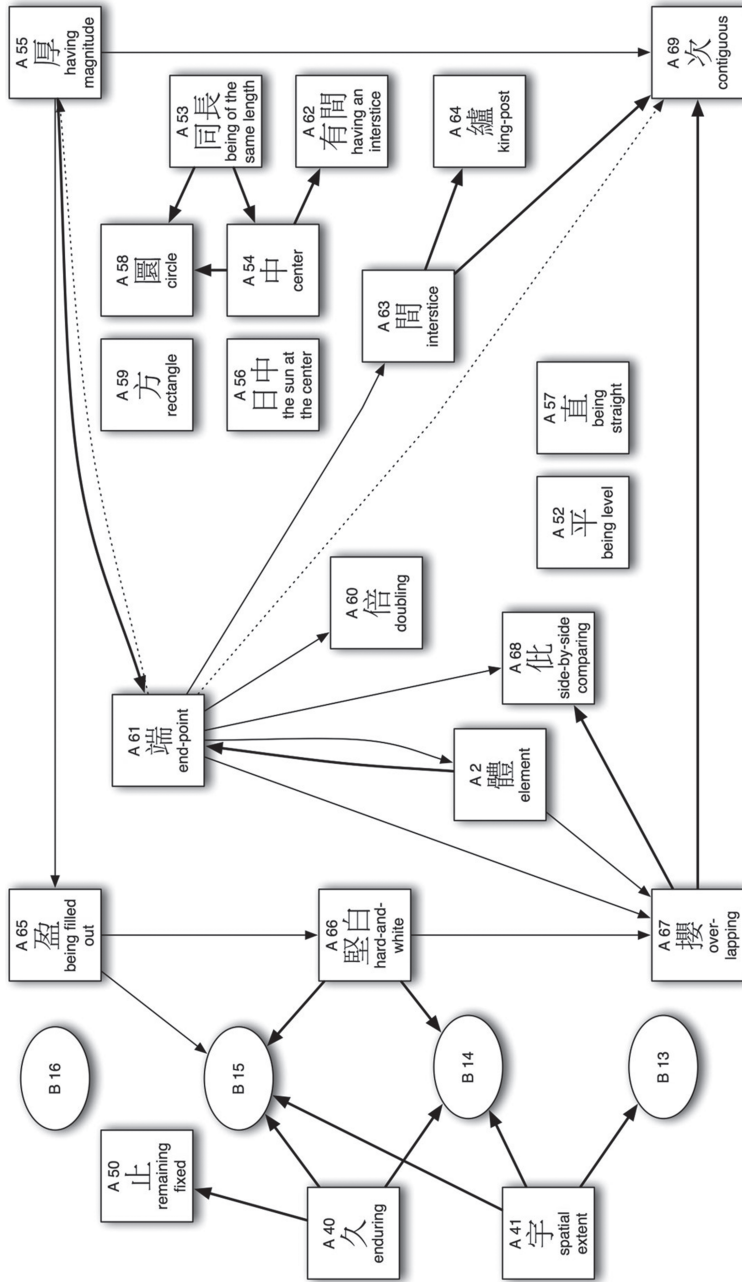 B 16
A 65
盈
being filled
out
A 55
厚
having
magnitude
A 50
止
remaining
fixed
A 61
端
end-point
A 59
方
rectangle
A 58
圜
circle
A 53
同長
being of the
same length
B 15
A 56
日中
the sun at
the center
A 54
中
center
A 62
有間
having an
interstice
A 40
久
enduring
A 66
堅白
hard-and-
white
A 60
倍
doubling
A 63
間
interstice
B 14
A 2
體
element
A 64
纑
king-post
A 41
宇
spatial
extent
A 68
仳
side-by-side
comparing
A 52
平
being level
A 57
直
being
straight
B 13
A 67
攖
over-
lapping
A 69
次
contiguous